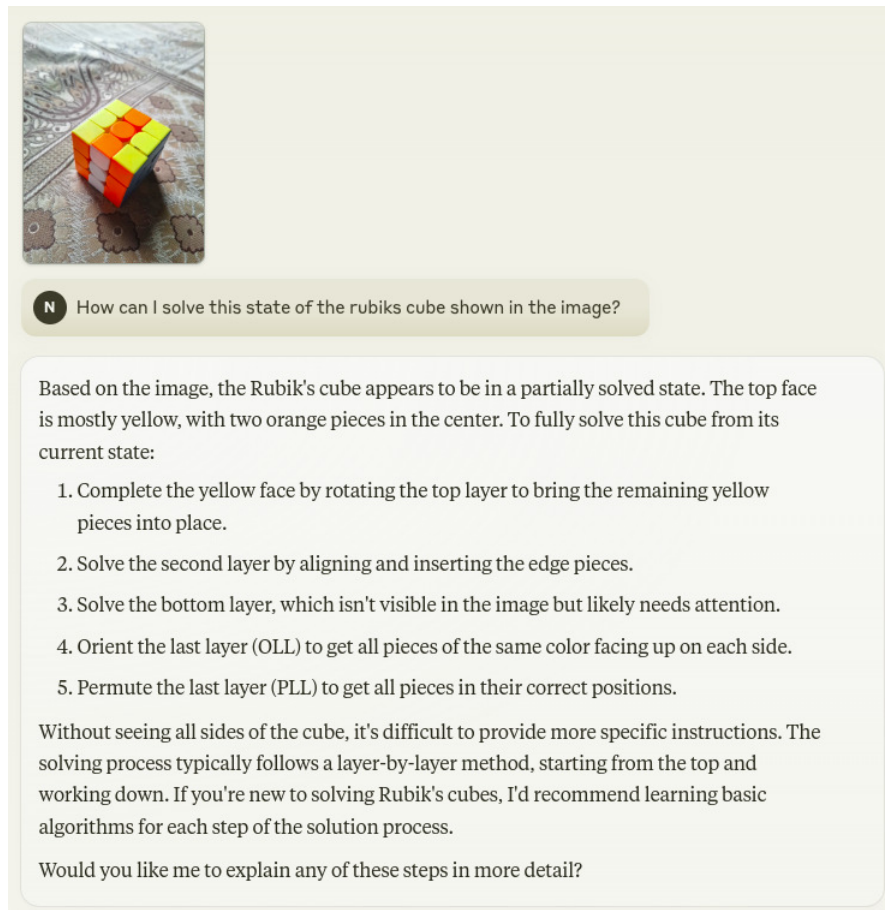 N How can I solve this state of the rubiks cube shown in the image?
Based on the image, the Rubik's cube appears to be in a partially solved state. The top face
is mostly yellow, with two orange pieces in the center. To fully solve this cube from its
current state:
1. Complete the yellow face by rotating the top layer to bring the remaining yellow
pieces into place.
2. Solve the second layer by aligning and inserting the edge pieces.
3. Solve the bottom layer, which isn't visible in the image but likely needs attention.
4. Orient the last layer (OLL) to get all pieces of the same color facing up on each side.
5. Permute the last layer (PLL) to get all pieces in their correct positions.
Without seeing all sides of the cube, it's difficult to provide more specific instructions. The
solving process typically follows a layer-by-layer method, starting from the top and
working down. If you're new to solving Rubik's cubes, I'd recommend learning basic
algorithms for each step of the solution process.
Would you like me to explain any of these steps in more detail?